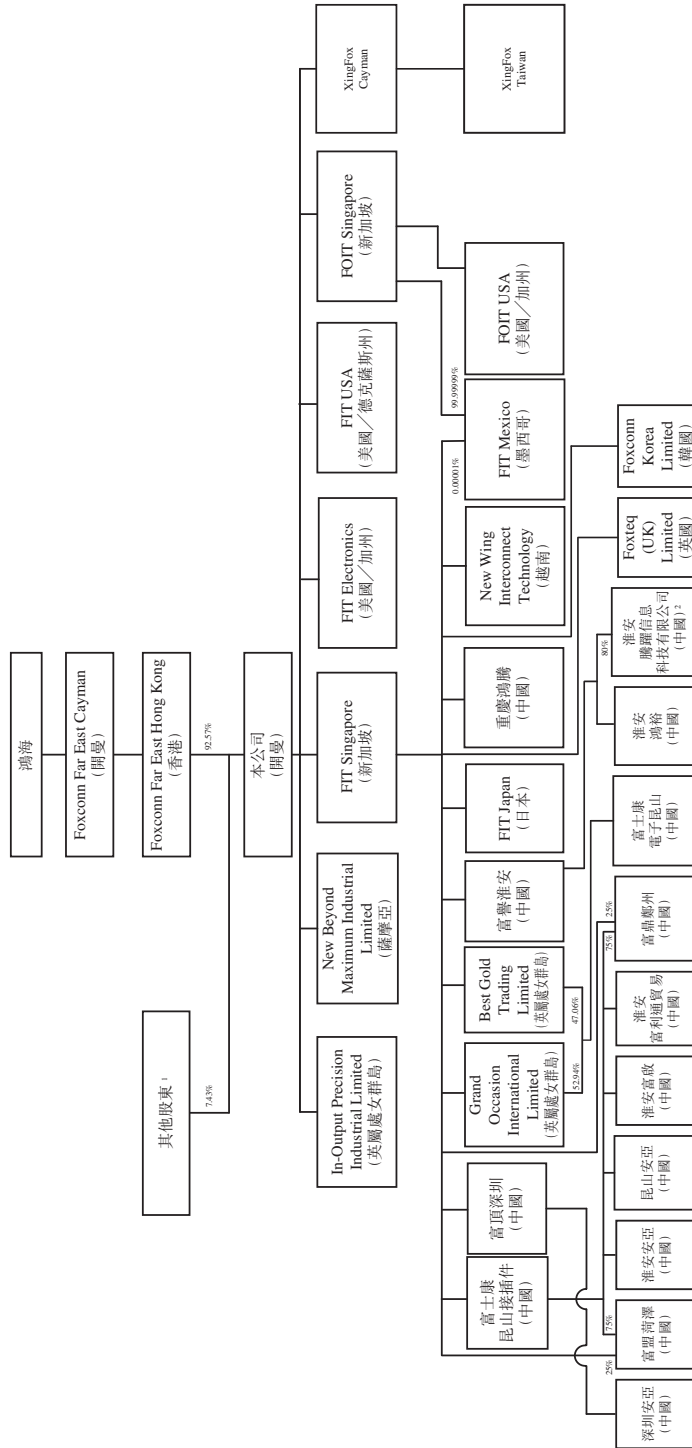 鴻海
Foxconn Far East Cayman
(開曼)
Foxconn Far East Hong Kong
(香港)
其他股東 1
7.43%
92.57%
本公司
(開曼)
In-Output Precision
Industrial Limited
(英屬處女群島)
New Beyond
Maximum Industrial
Limited
(薩摩亞)
FIT Singapore
(新加坡)
FIT Electronics
(美國/加州)
FIT USA
(美國/德克薩斯州)
FOIT Singapore
(新加坡)
XingFox
Cayman
富士康
昆山接插件
(中國)
富頂深圳
(中國)
Grand
Occasion
International
Limited
(英屬處女群島)
Best Gold
Trading
Limited
(英屬處女群島)
富譽淮安
(中國)
FIT Japan
(日本)
重慶鴻騰
(中國)
New Wing
Interconnect
Technology
(越南)
0.00001%
99.99999%
FIT Mexico
(墨西哥)
FOIT USA
(美國/加州)
XingFox
Taiwan
52.94%
47.06%
25%
75%
75%
25%
80%
深圳安亞
(中國)
富盟菏澤
(中國)
淮安安亞
(中國)
昆山安亞
(中國)
淮安富啟
(中國)
淮安
富利通貿易
(中國)
富鼎鄭州
(中國)
富士康
電子昆山
(中國)
淮安
鴻裕
(中國)
淮安
騰躍信息
科技有限公司
(中國) 2
Foxteq
(UK)
Limited
(英國)
Foxconn
Korea
Limited
(韓國)